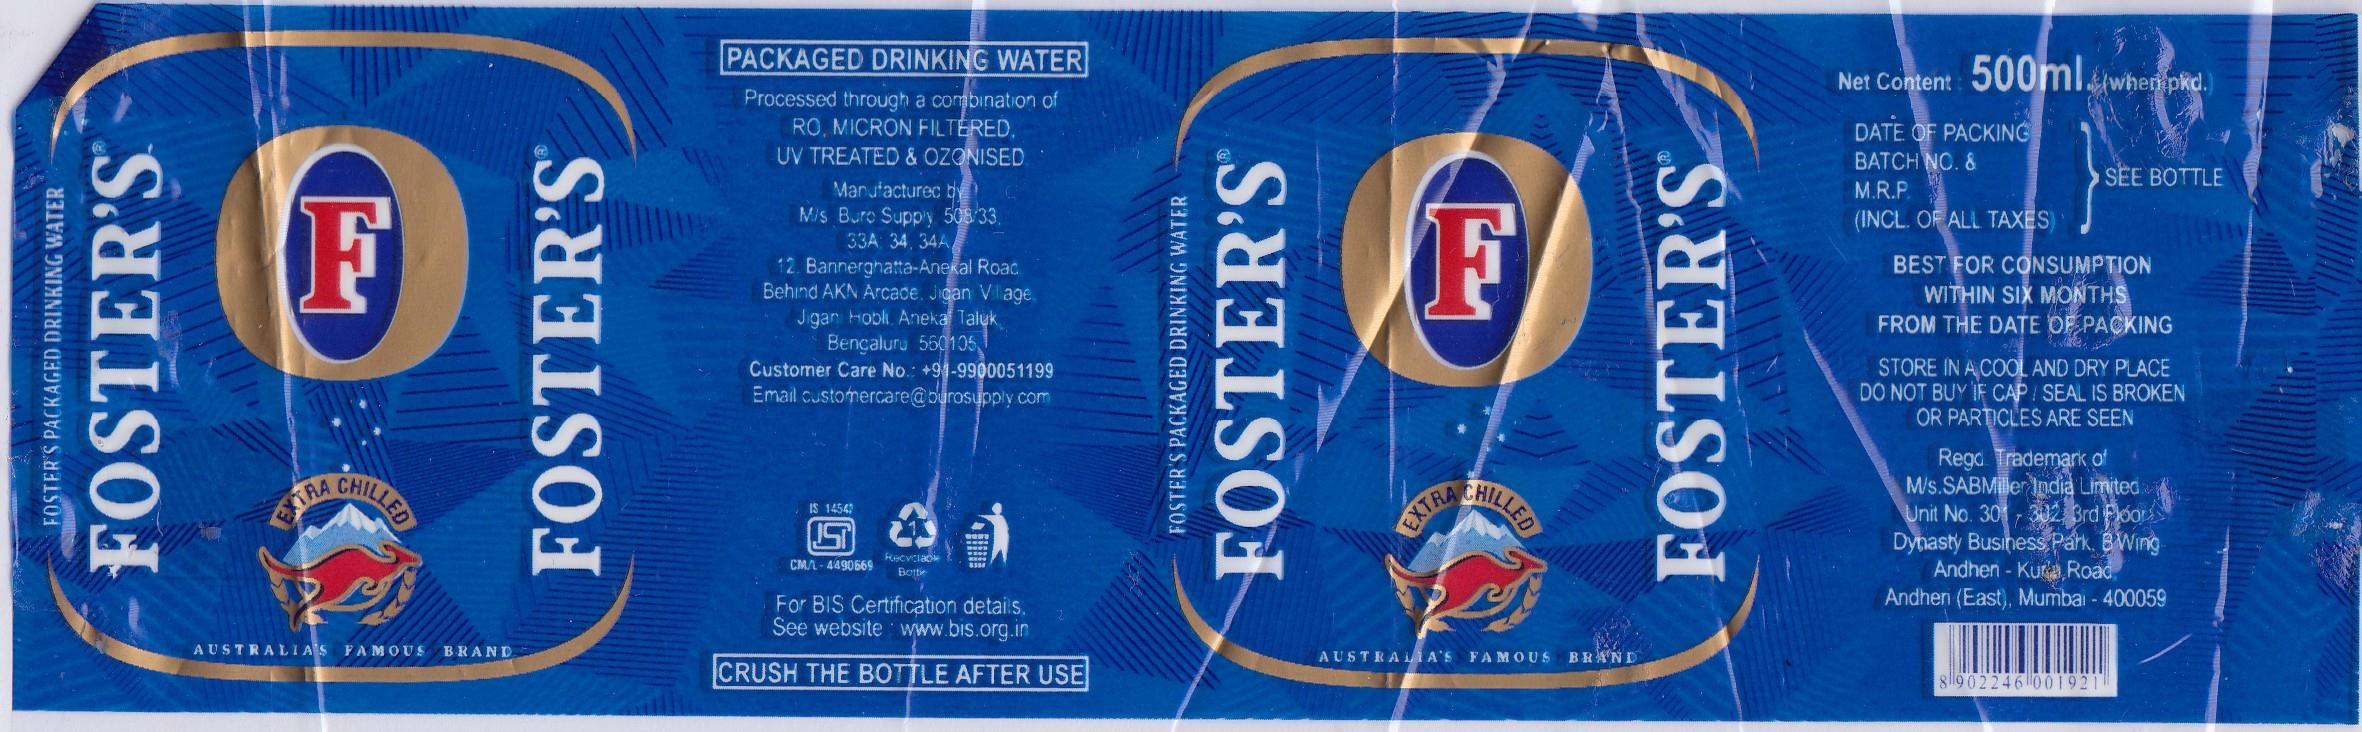 FOSTER'S PACKAGED DRINKING WATER
FOSTER'S®
F
EXTRA CHILLED
AUSTRALIA'S FAMOUS BRAND
FOSTER'S®
PACKAGED DRINKING WATER
Processed through a combination of
RO, MICRON FILTERED,
UV TREATED & OZONISED
Manufactured by
M/s. Buro Supply, 508/33,
33A, 34, 34A,
12, Bannerghatta-Anekal Road,
Behind AKN Arcade, Jigani Village,
Jigani Hobli, Anekal Taluk,
Bengaluru 560105
Customer Care No.: +91-9900051199
Email customercare@burosupply.com
IS 14543
ISI
CM/L - 4490669
1
Recyclable
Bottle
For BIS Certification details,
See website : www.bis.org.in
CRUSH THE BOTTLE AFTER USE
FOSTER'S PACKAGED DRINKING WATER
FOSTER'S®
F
EXTRA CHILLED
AUSTRALIA'S FAMOUS BRAND
FOSTER'S®
Net Content : 500ml. (when pkd.)
DATE OF PACKING
BATCH NO. &
M.R.P.
(INCL. OF ALL TAXES)
SEE BOTTLE
BEST FOR CONSUMPTION
WITHIN SIX MONTHS
FROM THE DATE OF PACKING
STORE IN A COOL AND DRY PLACE
DO NOT BUY IF CAP / SEAL IS BROKEN
OR PARTICLES ARE SEEN
Regd. Trademark of
M/s.SABMiller India Limited
Unit No. 301 - 302, 3rd Floor
Dynasty Business Park, B Wing
Andheri - Kurla Road,
Andheri (East), Mumbai - 400059
8 902246 001921